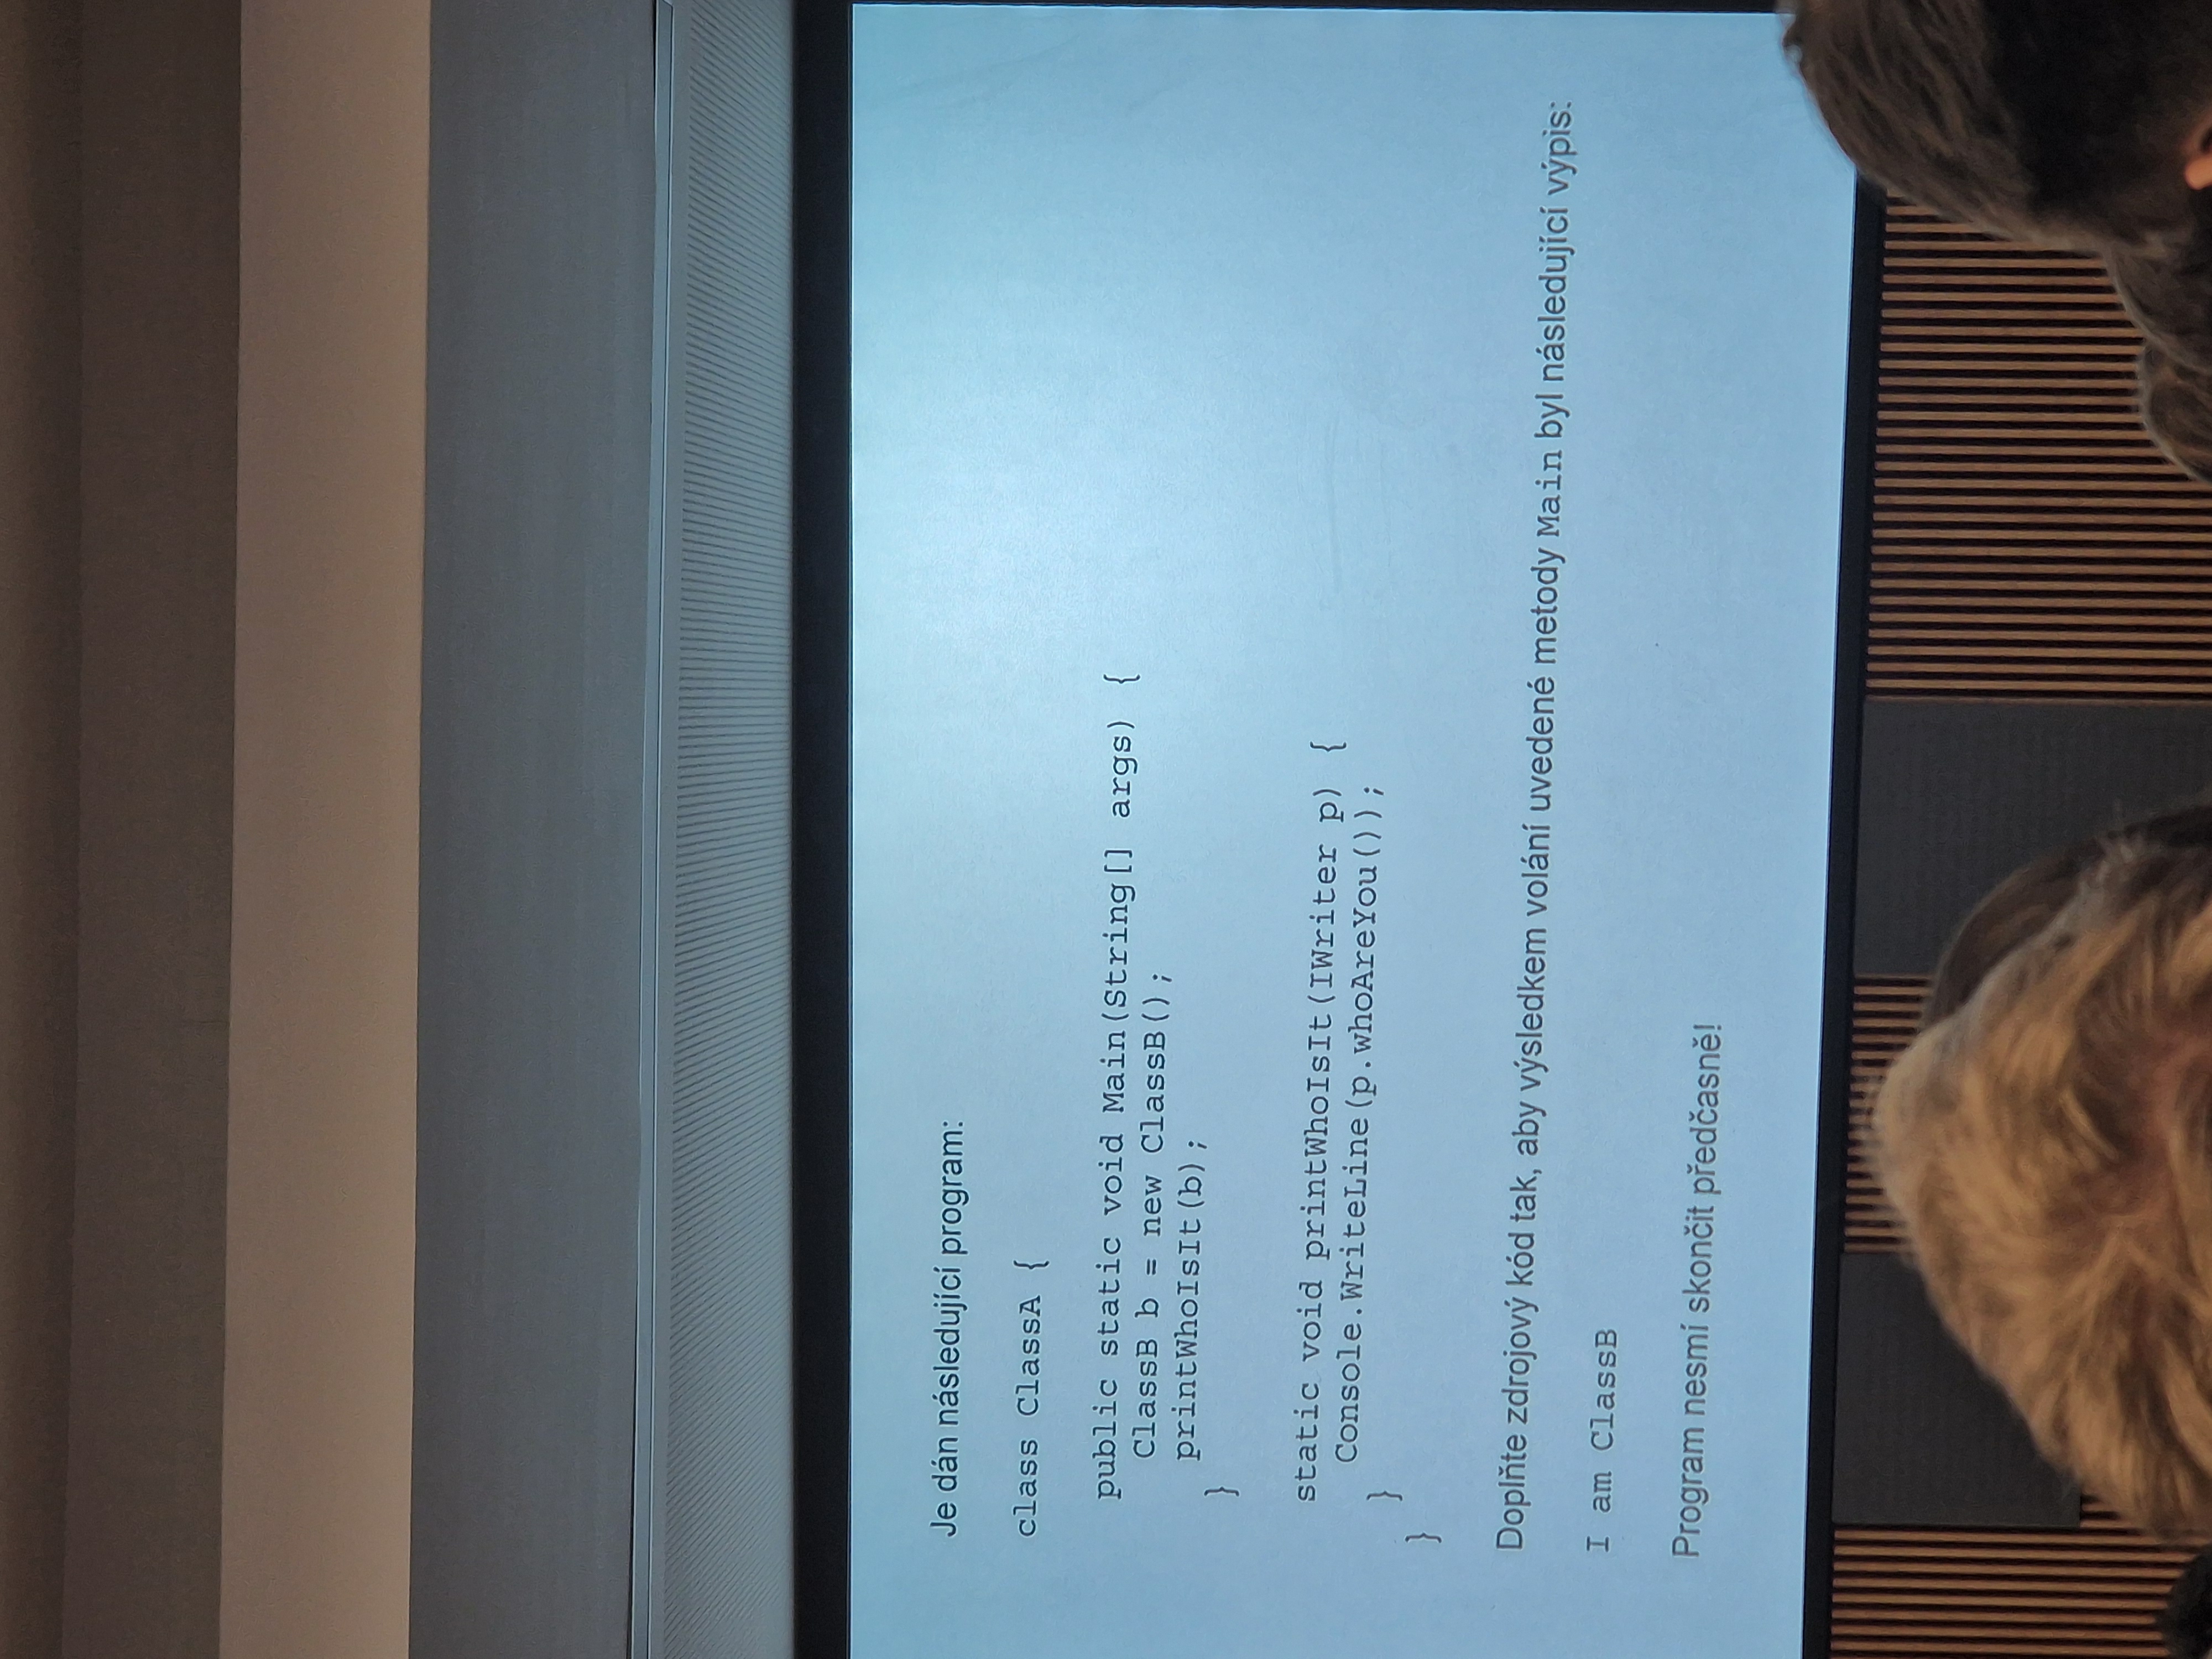 Je dán následující program:
class ClassA {
public static void Main(String[] args) {
ClassB b = new ClassB();
printWhoIsIt(b);
}
static void printWhoIsIt(IWriter p) {
Console.WriteLine(p.whoAreYou());
}
}
Doplňte zdrojový kód tak, aby výsledkem volání uvedené metody Main byl následující výpis:
I am ClassB
Program nesmí skončit předčasně!